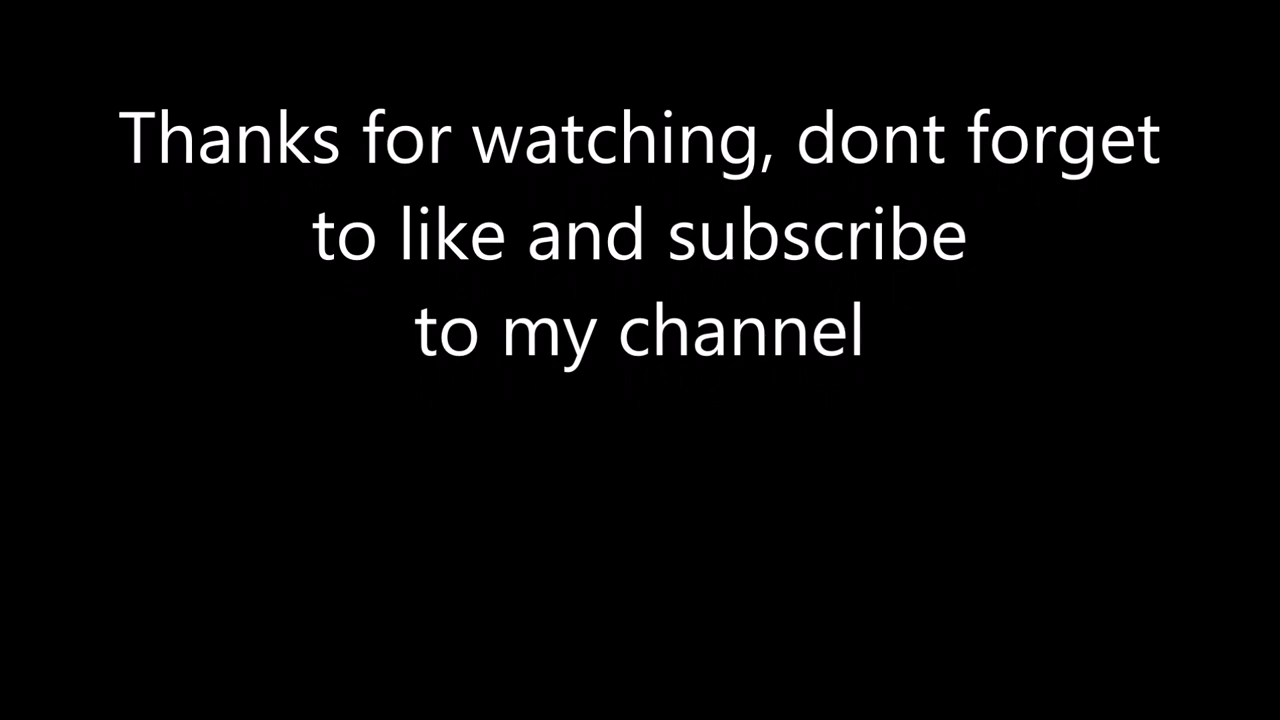 Thanks for watching, dont forget
to like and subscribe
to my channel